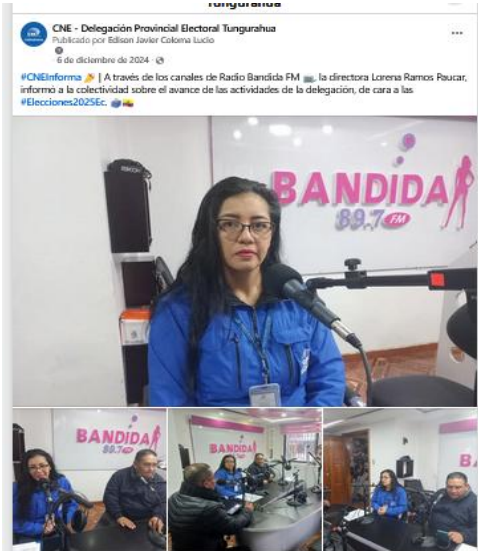 Tungurahua
CNE - Delegación Provincial Electoral Tungurahua
Publicado por Edison Javier Coloma Lucio
· 6 de diciembre de 2024 ·
#CNEInforma | A través de los canales de Radio Bandida FM , la directora Lorena Ramos Paucar,
informó a la colectividad sobre el avance de las actividades de la delegación, de cara a las
#Elecciones2025Ec.
BANDIDA
89.7 FM
BANDIDA
89.7
BANDIDA
BANDIDA
89.7